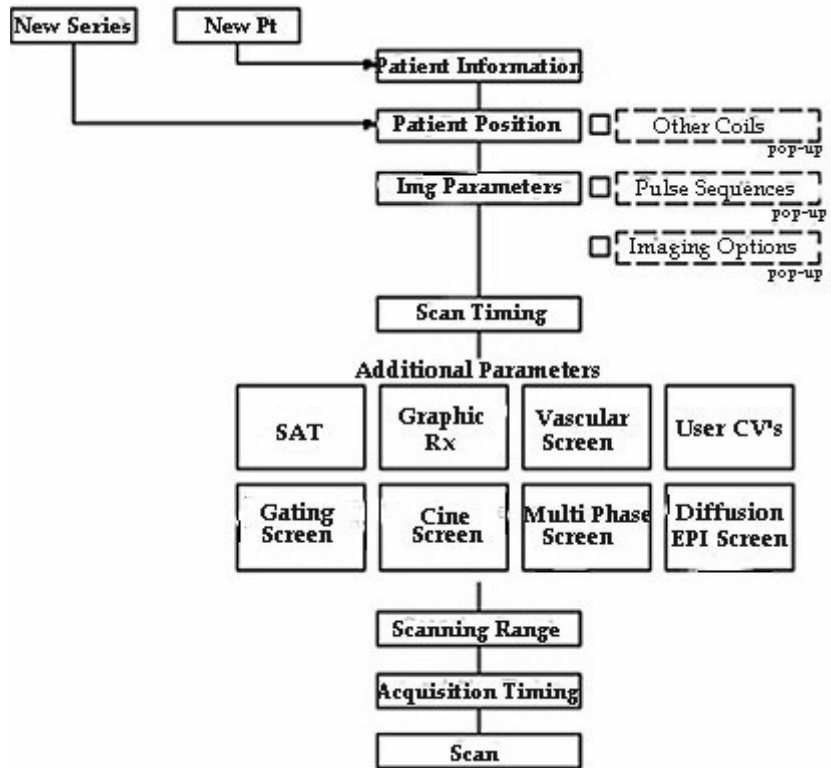 New Series
New Pt
Patient Information
Patient Position
Other Coils
pop-up
Img Parameters
Pulse Sequences
pop-up
Imaging Options
pop-up
Scan Timing
Additional Parameters
SAT
Graphic
Rx
Vascular
Screen
User CV's
Gating
Screen
Cine
Screen
Multi Phase
Screen
Diffusion
EPI Screen
Scanning Range
Acquisition Timing
Scan